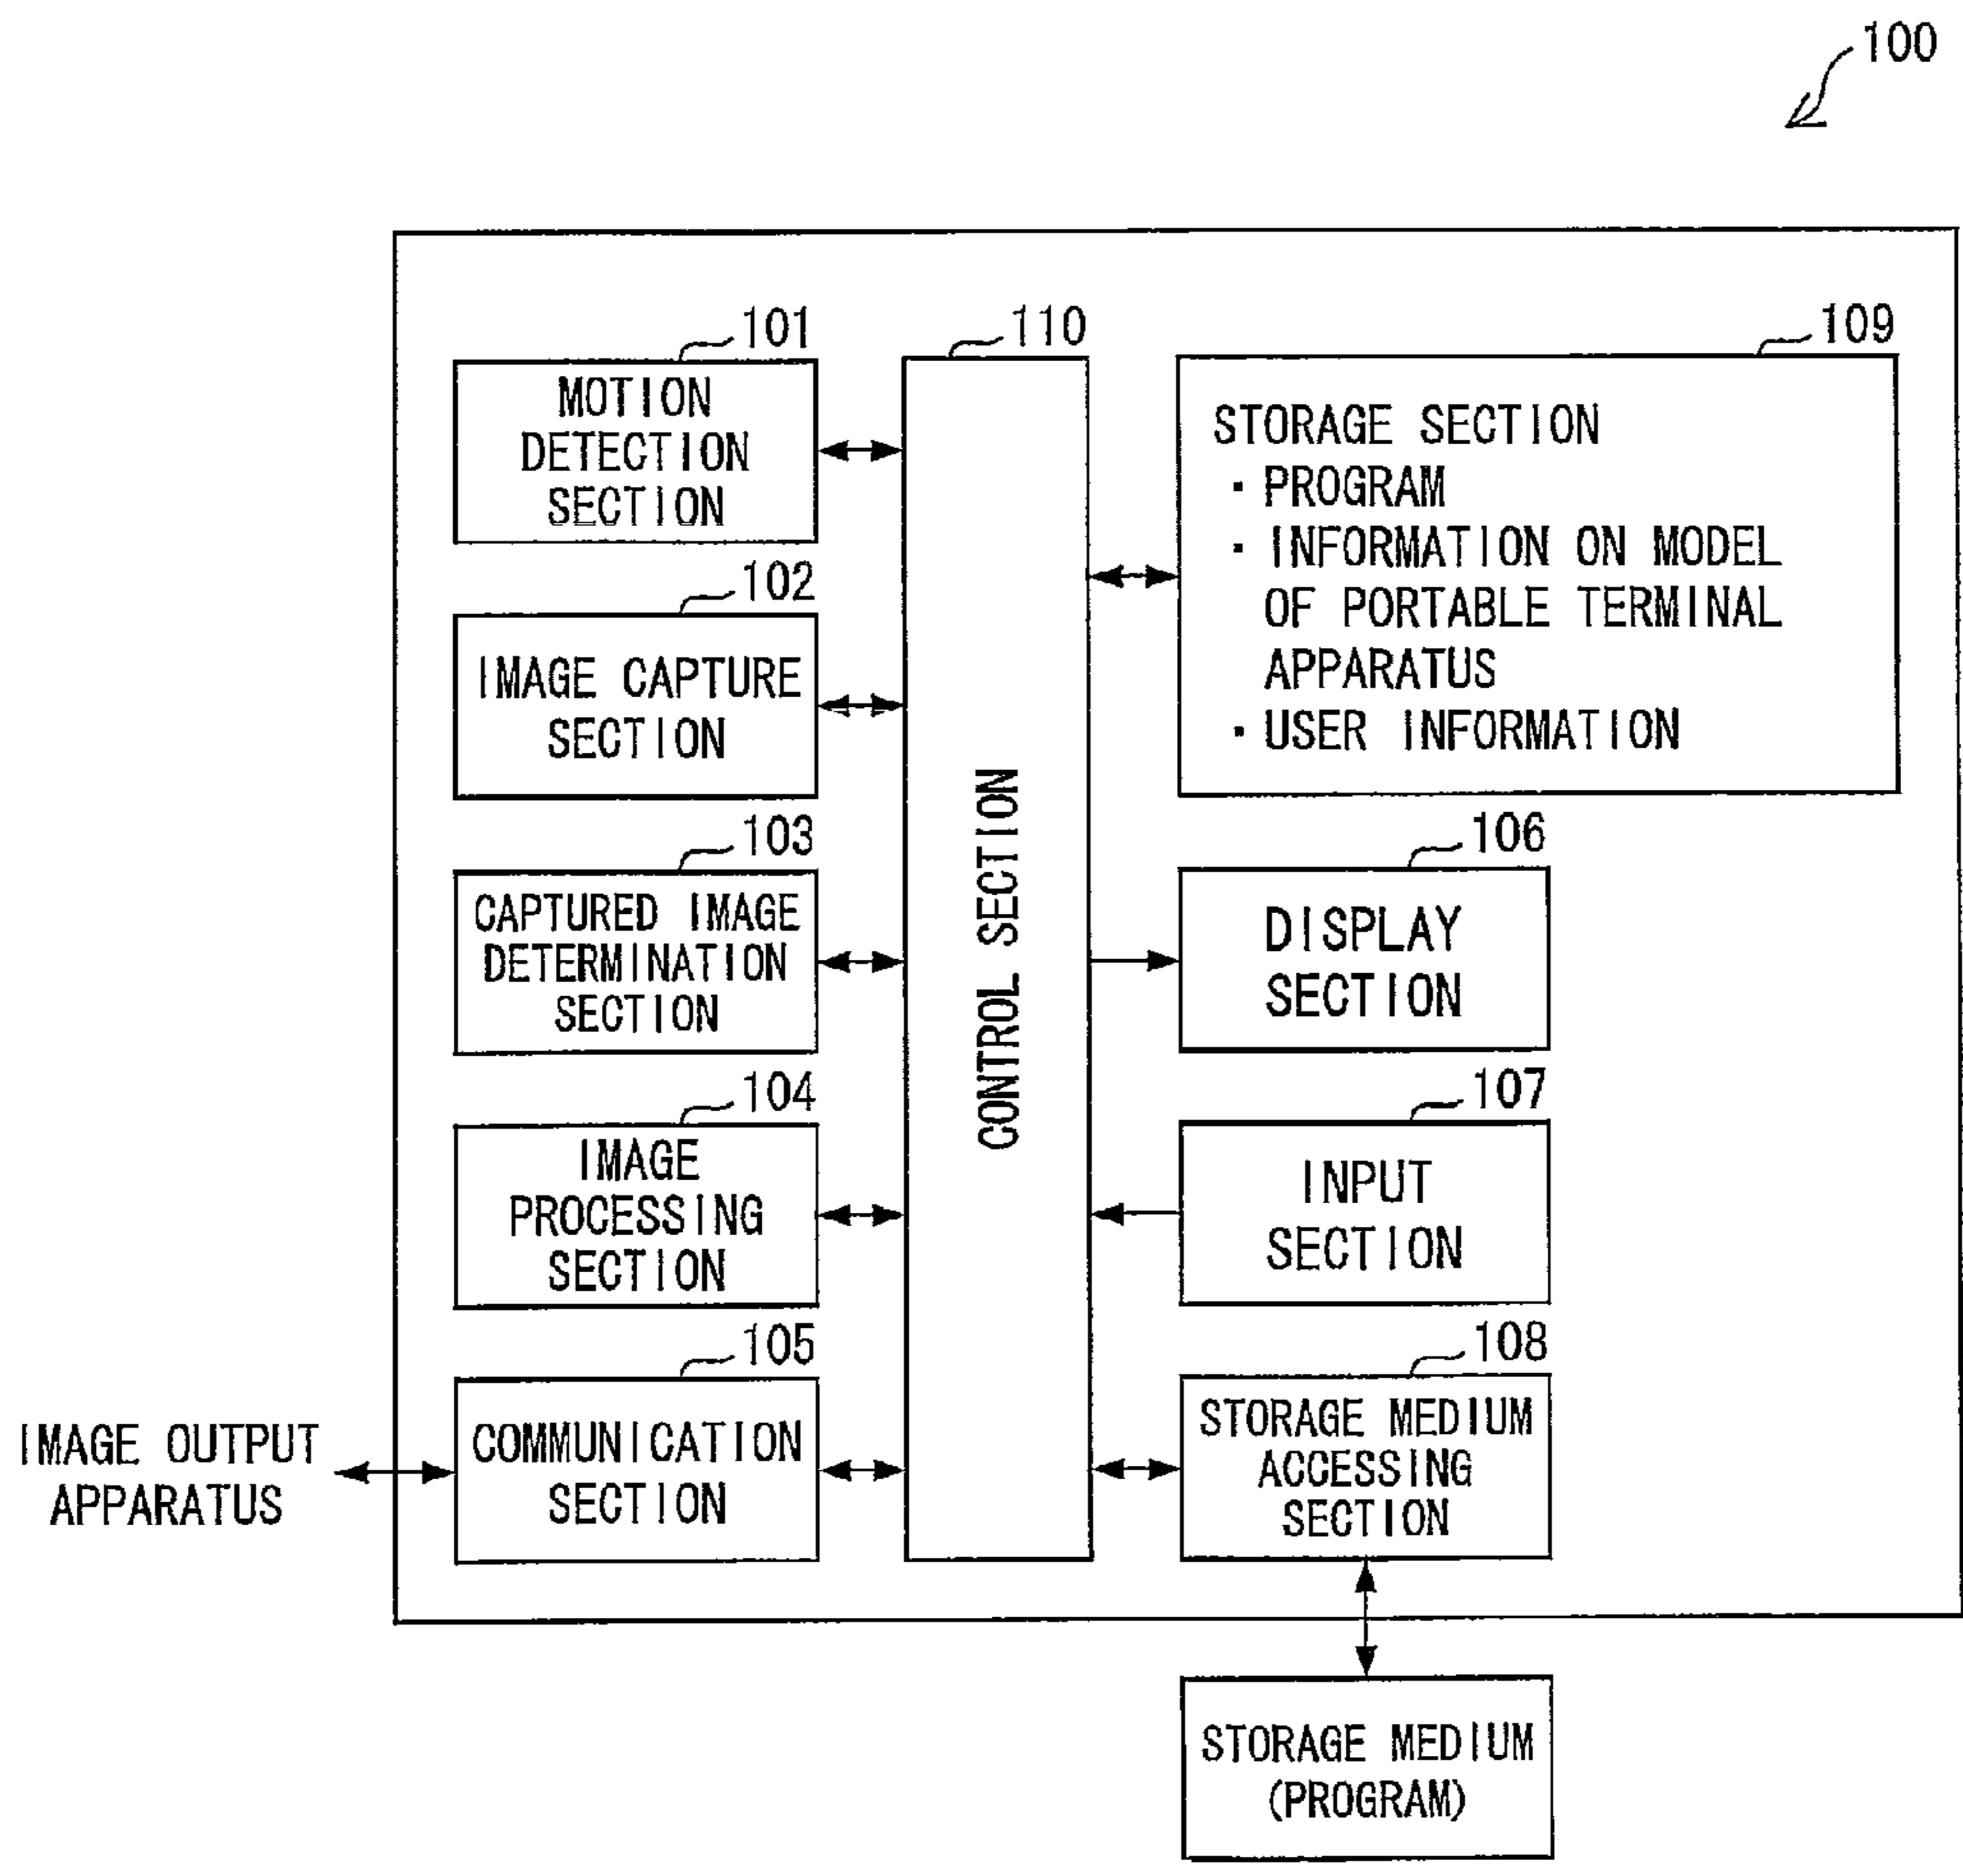 100
101
MOTION
DETECTION
SECTION
102
IMAGE CAPTURE
SECTION
103
CAPTURED IMAGE
DETERMINATION
SECTION
104
IMAGE
PROCESSING
SECTION
105
COMMUNICATION
SECTION
IMAGE OUTPUT
APPARATUS
110
CONTROL SECTION
109
STORAGE SECTION
・PROGRAM
・INFORMATION ON MODEL
OF PORTABLE TERMINAL
APPARATUS
・USER INFORMATION
106
DISPLAY
SECTION
107
INPUT
SECTION
108
STORAGE MEDIUM
ACCESSING
SECTION
STORAGE MEDIUM
(PROGRAM)